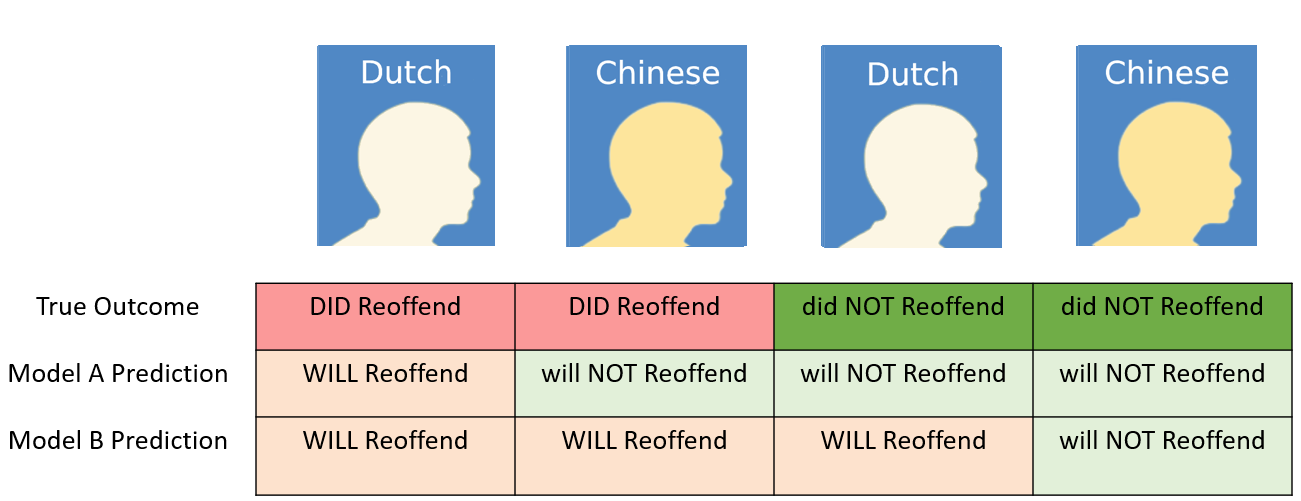 Dutch Chinese Dutch Chinese
True Outcome DID Reoffend DID Reoffend did NOT Reoffend did NOT Reoffend
Model A Prediction WILL Reoffend will NOT Reoffend will NOT Reoffend will NOT Reoffend
Model B Prediction WILL Reoffend WILL Reoffend WILL Reoffend will NOT Reoffend